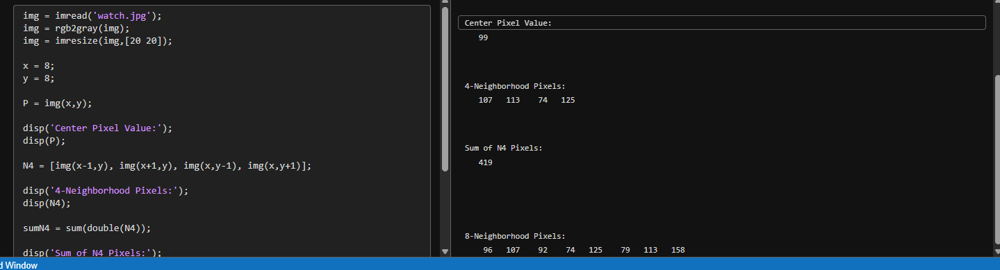 img = imread('watch.jpg');
img = rgb2gray(img);
img = imresize(img,[20 20]);
x = 8;
y = 8;
P = img(x,y);
disp('Center Pixel Value:');
disp(P);
N4 = [img(x-1,y), img(x+1,y), img(x,y-1), img(x,y+1)];
disp('4-Neighborhood Pixels:');
disp(N4);
sumN4 = sum(double(N4));
disp('Sum of N4 Pixels:');
Center Pixel Value:
99
4-Neighborhood Pixels:
107 113 74 125
Sum of N4 Pixels:
419
8-Neighborhood Pixels:
96 107 92 74 125 79 113 158
d Window